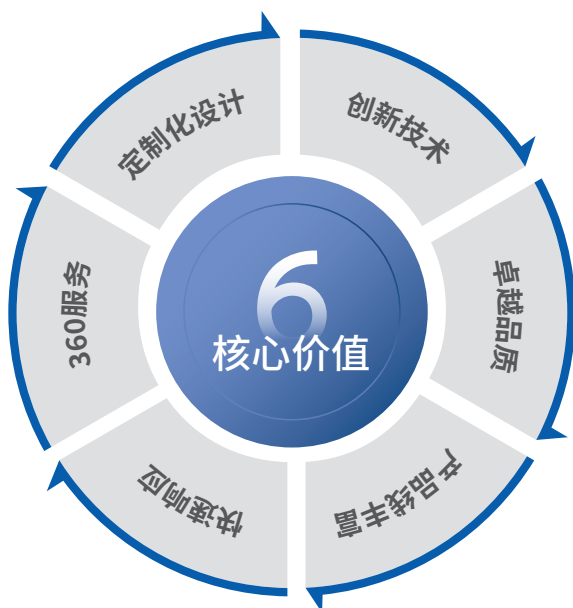 6
核心价值
创新技术
卓越品质
产品线丰富
快速响应
360服务
定制化设计